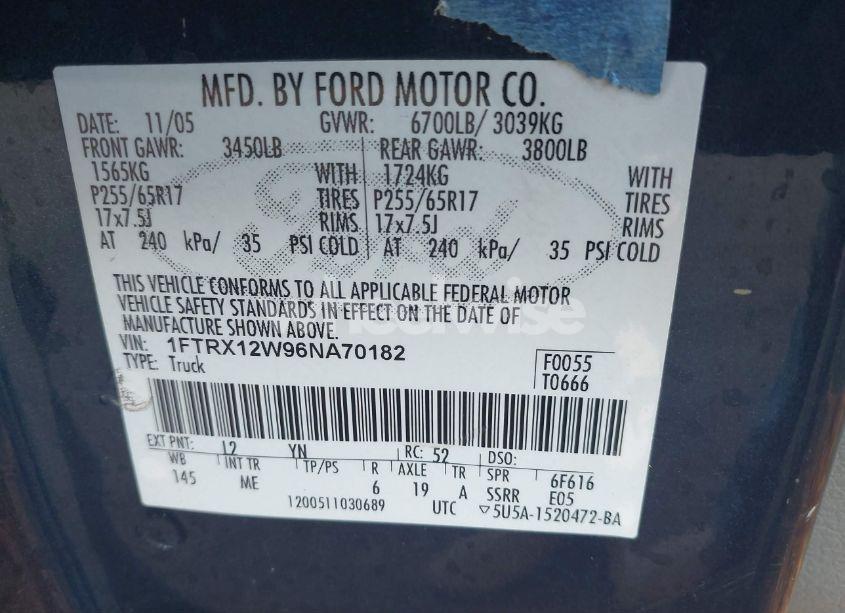 MFD. BY FORD MOTOR CO.
DATE: 11/05 GVWR: 6700LB/ 3039KG
FRONT GAWR: 3450LB REAR GAWR: 3800LB
1565KG WITH 1724KG WITH
P255/65R17 TIRES P255/65R17 TIRES
17x7.5J RIMS 17x7.5J RIMS
AT 240 kPa/ 35 PSI COLD AT 240 kPa/ 35 PSI COLD
THIS VEHICLE CONFORMS TO ALL APPLICABLE FEDERAL MOTOR
VEHICLE SAFETY STANDARDS IN EFFECT ON THE DATE OF
MANUFACTURE SHOWN ABOVE.
VIN: 1FTRX12W96NA70182
TYPE: Truck
F0055
T0666
EXT PNT: 12 YN RC: 52 DSO:
WB INT TR TP/PS R AXLE TR SPR 6F616
145 ME 6 19 A SSRR E05
1200511030689 UTC ▽5U5A-1520472-BA